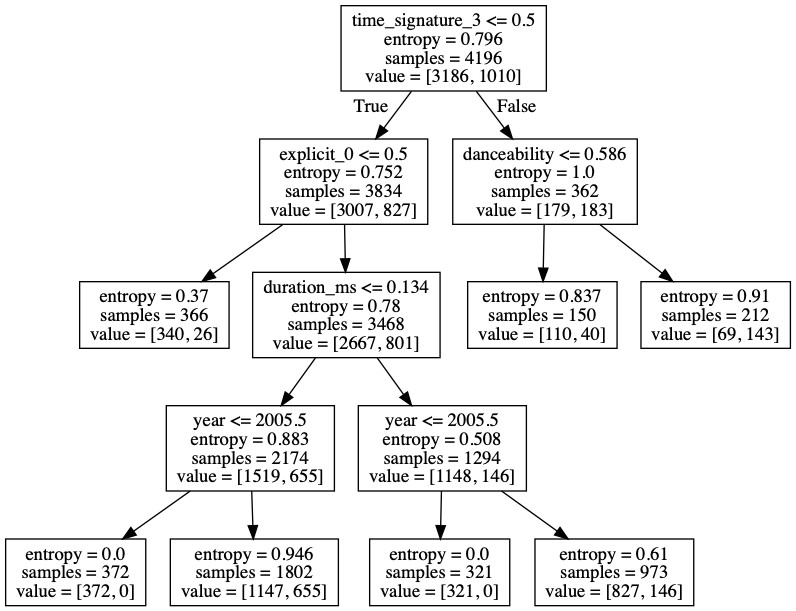 time_signature_3 <= 0.5
entropy = 0.796
samples = 4196
value = [3186, 1010]
True
False
explicit_0 <= 0.5
entropy = 0.752
samples = 3834
value = [3007, 827]
danceability <= 0.586
entropy = 1.0
samples = 362
value = [179, 183]
entropy = 0.37
samples = 366
value = [340, 26]
duration_ms <= 0.134
entropy = 0.78
samples = 3468
value = [2667, 801]
entropy = 0.837
samples = 150
value = [110, 40]
entropy = 0.91
samples = 212
value = [69, 143]
year <= 2005.5
entropy = 0.883
samples = 2174
value = [1519, 655]
year <= 2005.5
entropy = 0.508
samples = 1294
value = [1148, 146]
entropy = 0.0
samples = 372
value = [372, 0]
entropy = 0.946
samples = 1802
value = [1147, 655]
entropy = 0.0
samples = 321
value = [321, 0]
entropy = 0.61
samples = 973
value = [827, 146]